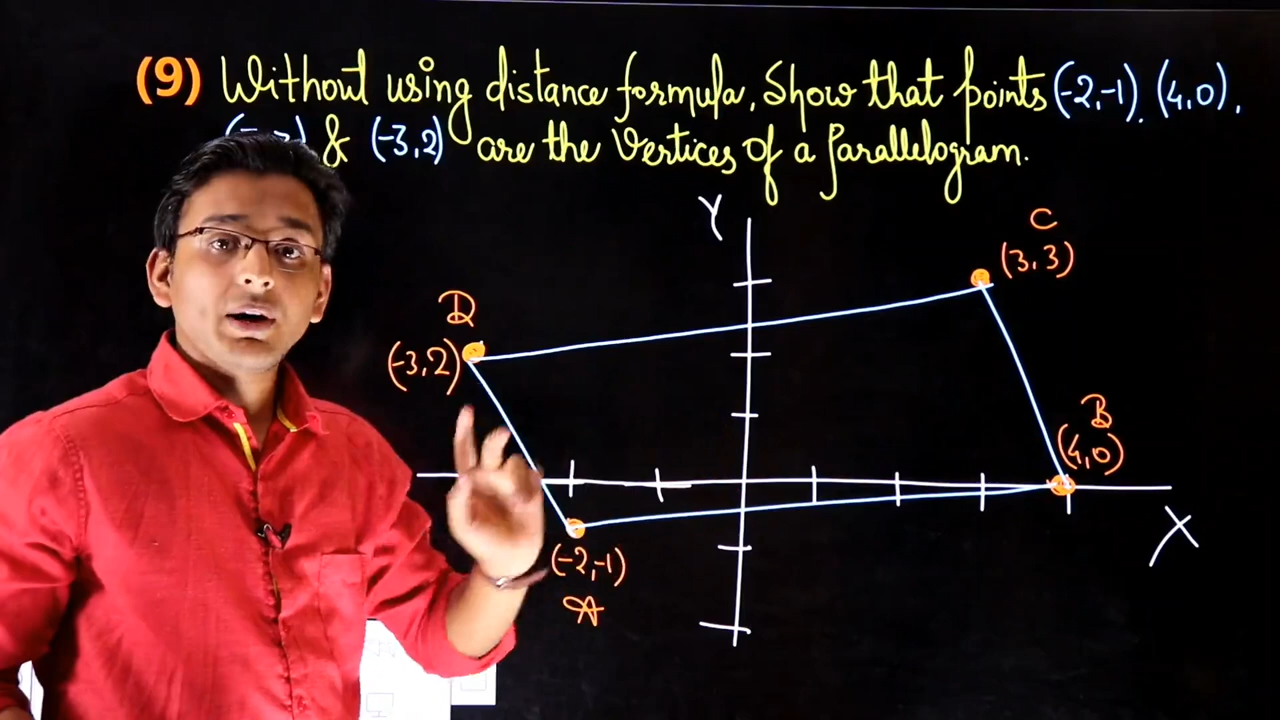 (9) Without using distance formula, Show that points (-2,-1), (4,0),
& (-3,2) are the Vertices of a parallelogram.
Y
C
(3,3)
D
(-3,2)
B
(4,0)
X
(-2,-1)
A